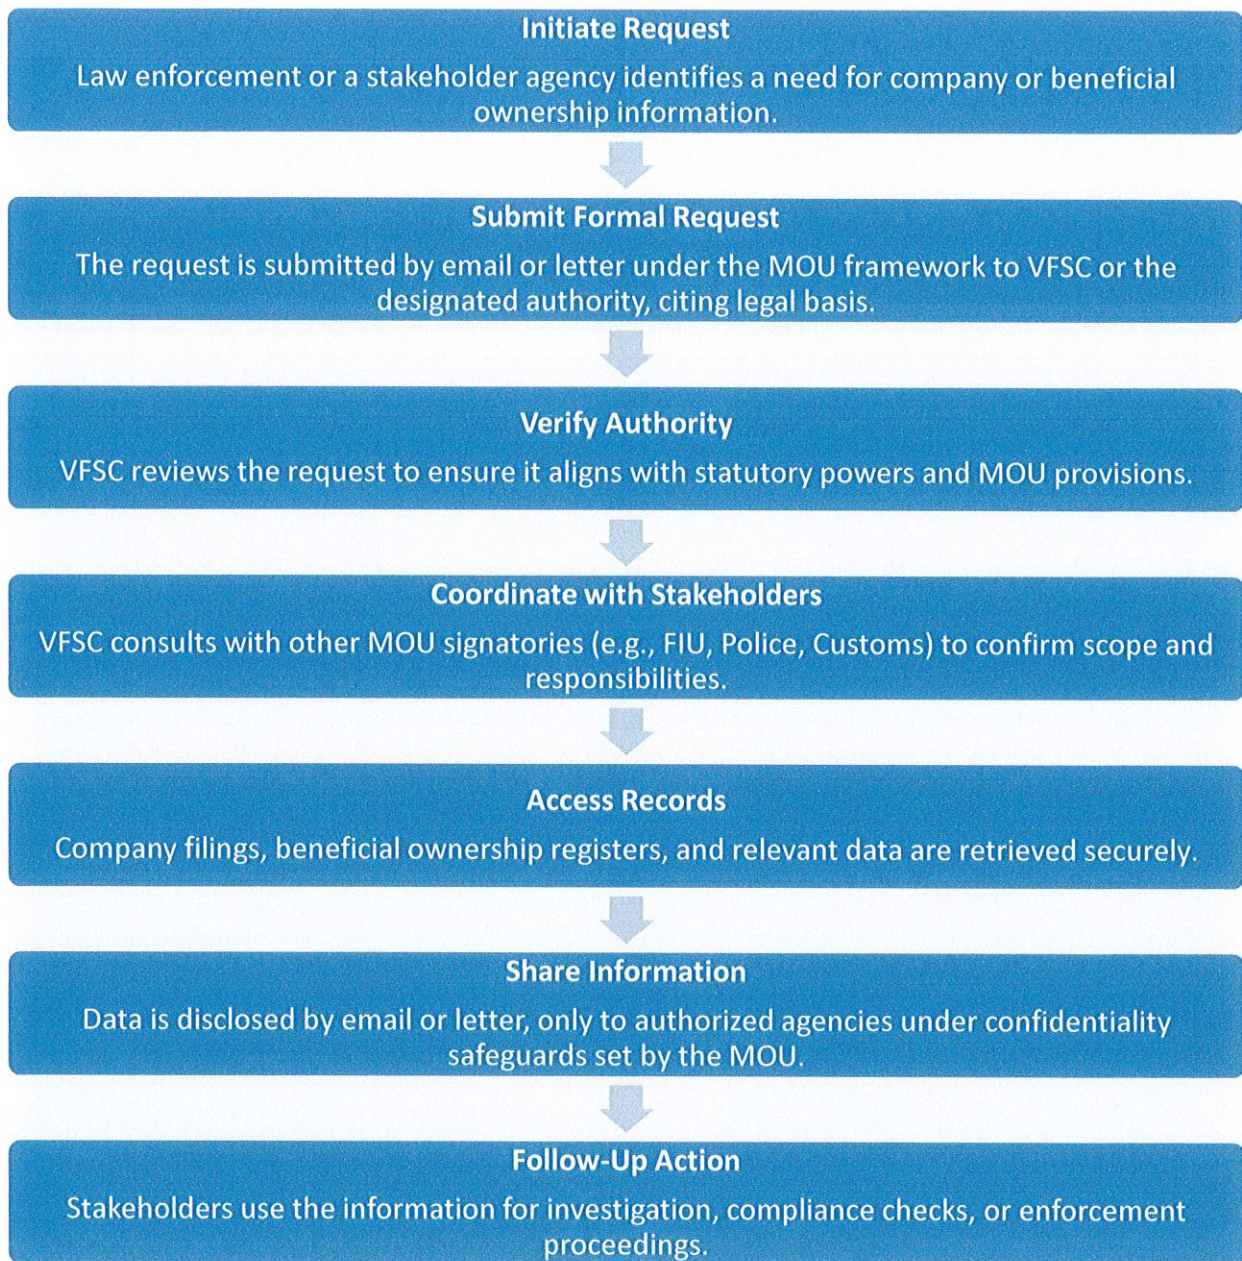 Initiate Request
Law enforcement or a stakeholder agency identifies a need for company or beneficial
ownership information.
Submit Formal Request
The request is submitted by email or letter under the MOU framework to VFSC or the
designated authority, citing legal basis.
Verify Authority
VFSC reviews the request to ensure it aligns with statutory powers and MOU provisions.
Coordinate with Stakeholders
VFSC consults with other MOU signatories (e.g., FIU, Police, Customs) to confirm scope and
responsibilities.
Access Records
Company filings, beneficial ownership registers, and relevant data are retrieved securely.
Share Information
Data is disclosed by email or letter, only to authorized agencies under confidentiality
safeguards set by the MOU.
Follow-Up Action
Stakeholders use the information for investigation, compliance checks, or enforcement
proceedings.